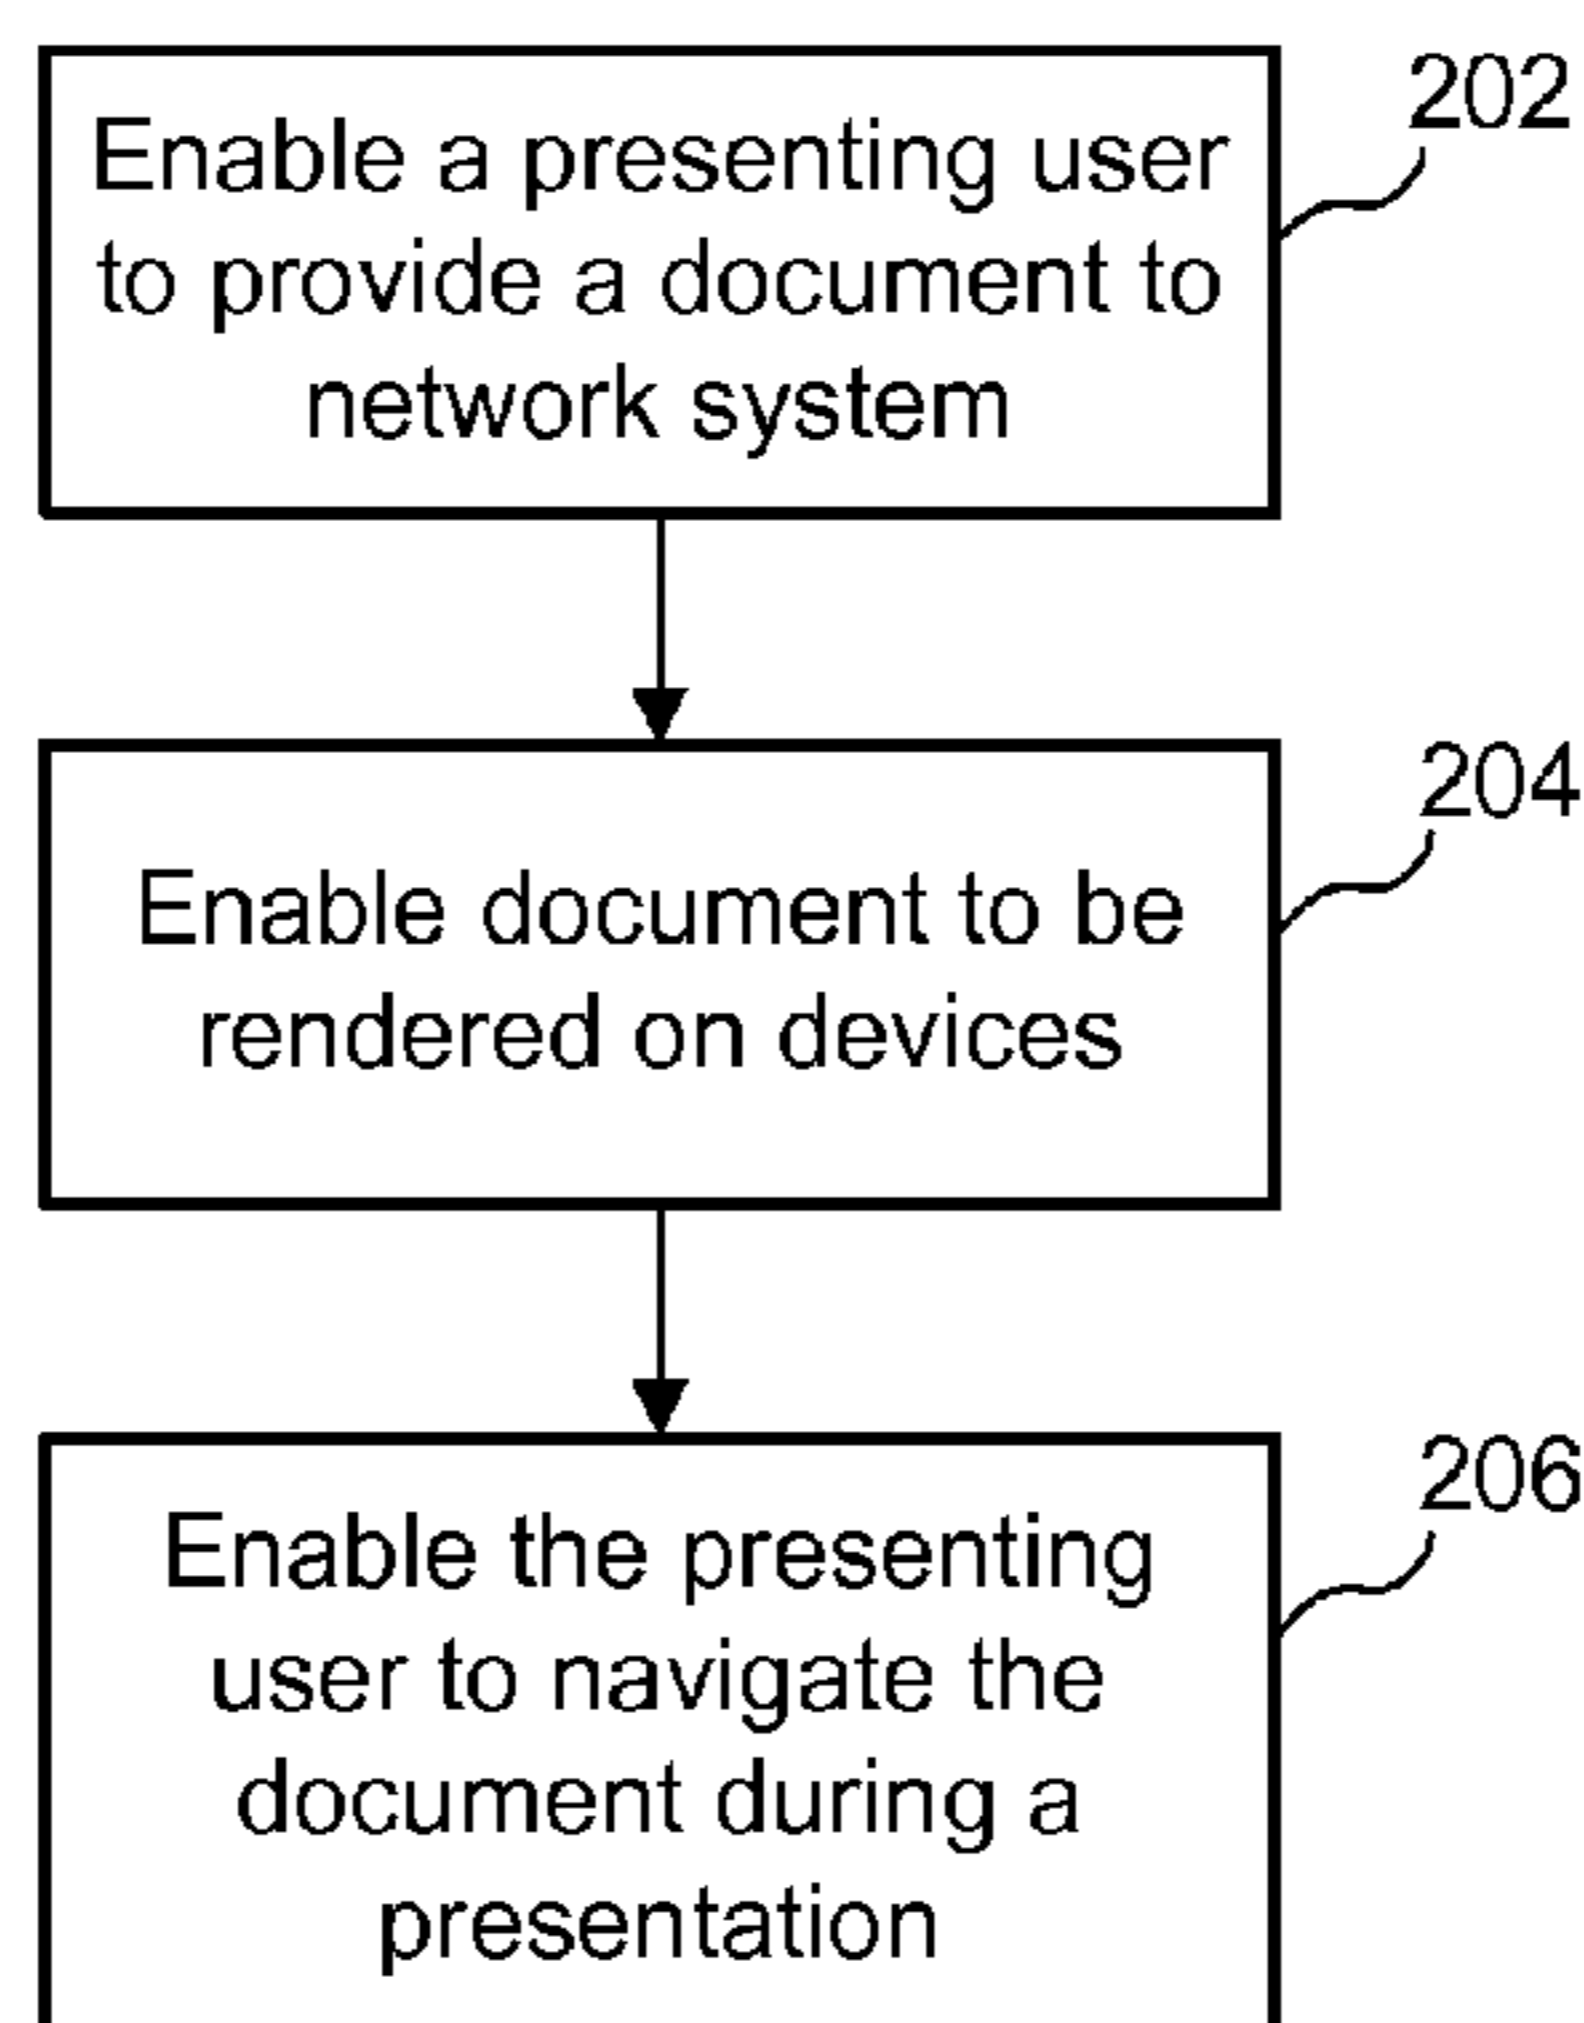 Enable a presenting user
to provide a document to
network system
202
Enable document to be
rendered on devices
204
Enable the presenting
user to navigate the
document during a
presentation
206